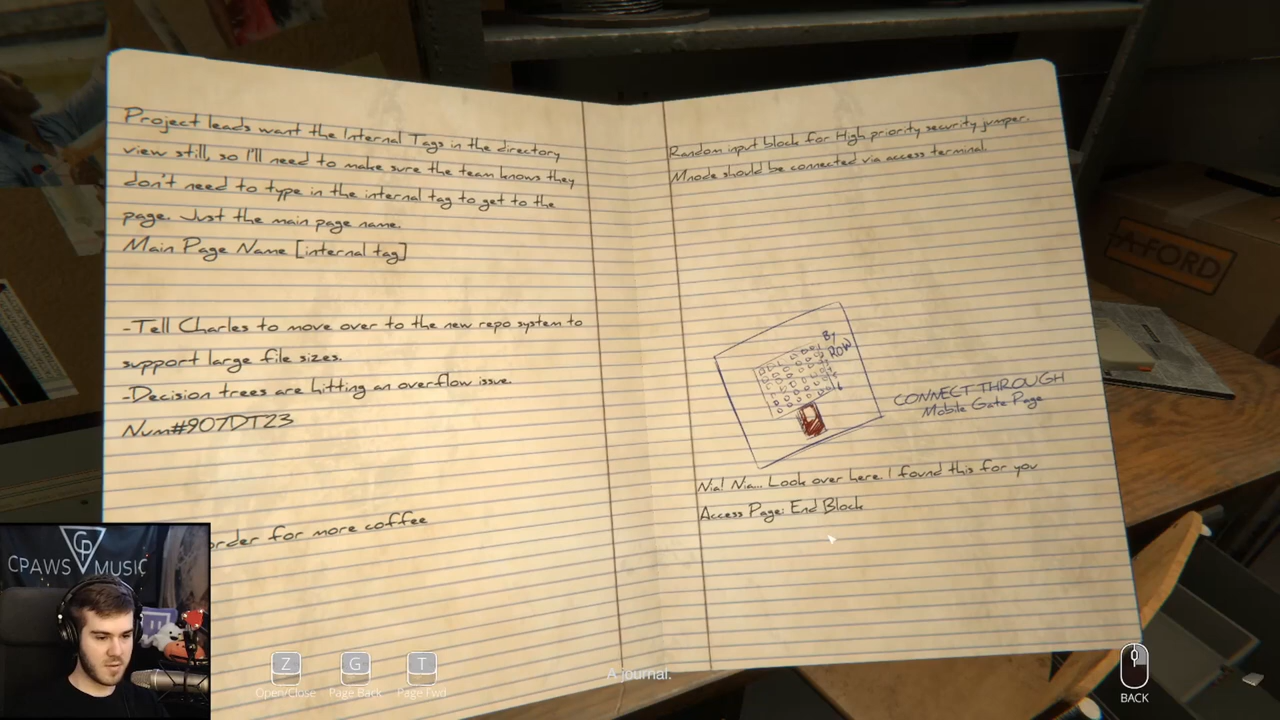 Project leads want the Internal Tags in the directory
view still, so I'll need to make sure the team knows they
don't need to type in the internal tag to get to the
page. Just the main page name.
Main Page Name [internal tag]
-Tell Charles to move over to the new repo system to
support large file sizes.
-Decision trees are hitting an overflow issue.
Num#907DT23
order for more coffee
Random input block for High priority security jumper.
Mnode should be connected via access terminal.
By
ROW
CONNECT THROUGH
Mobile Gate Page
Nia! Nia... Look over here. I found this for you
Access Page: End Block
A-FORD
CP
CPAWS MUSIC
Z
Open/Close
G
Page Back
T
Page Fwd
A journal.
BACK